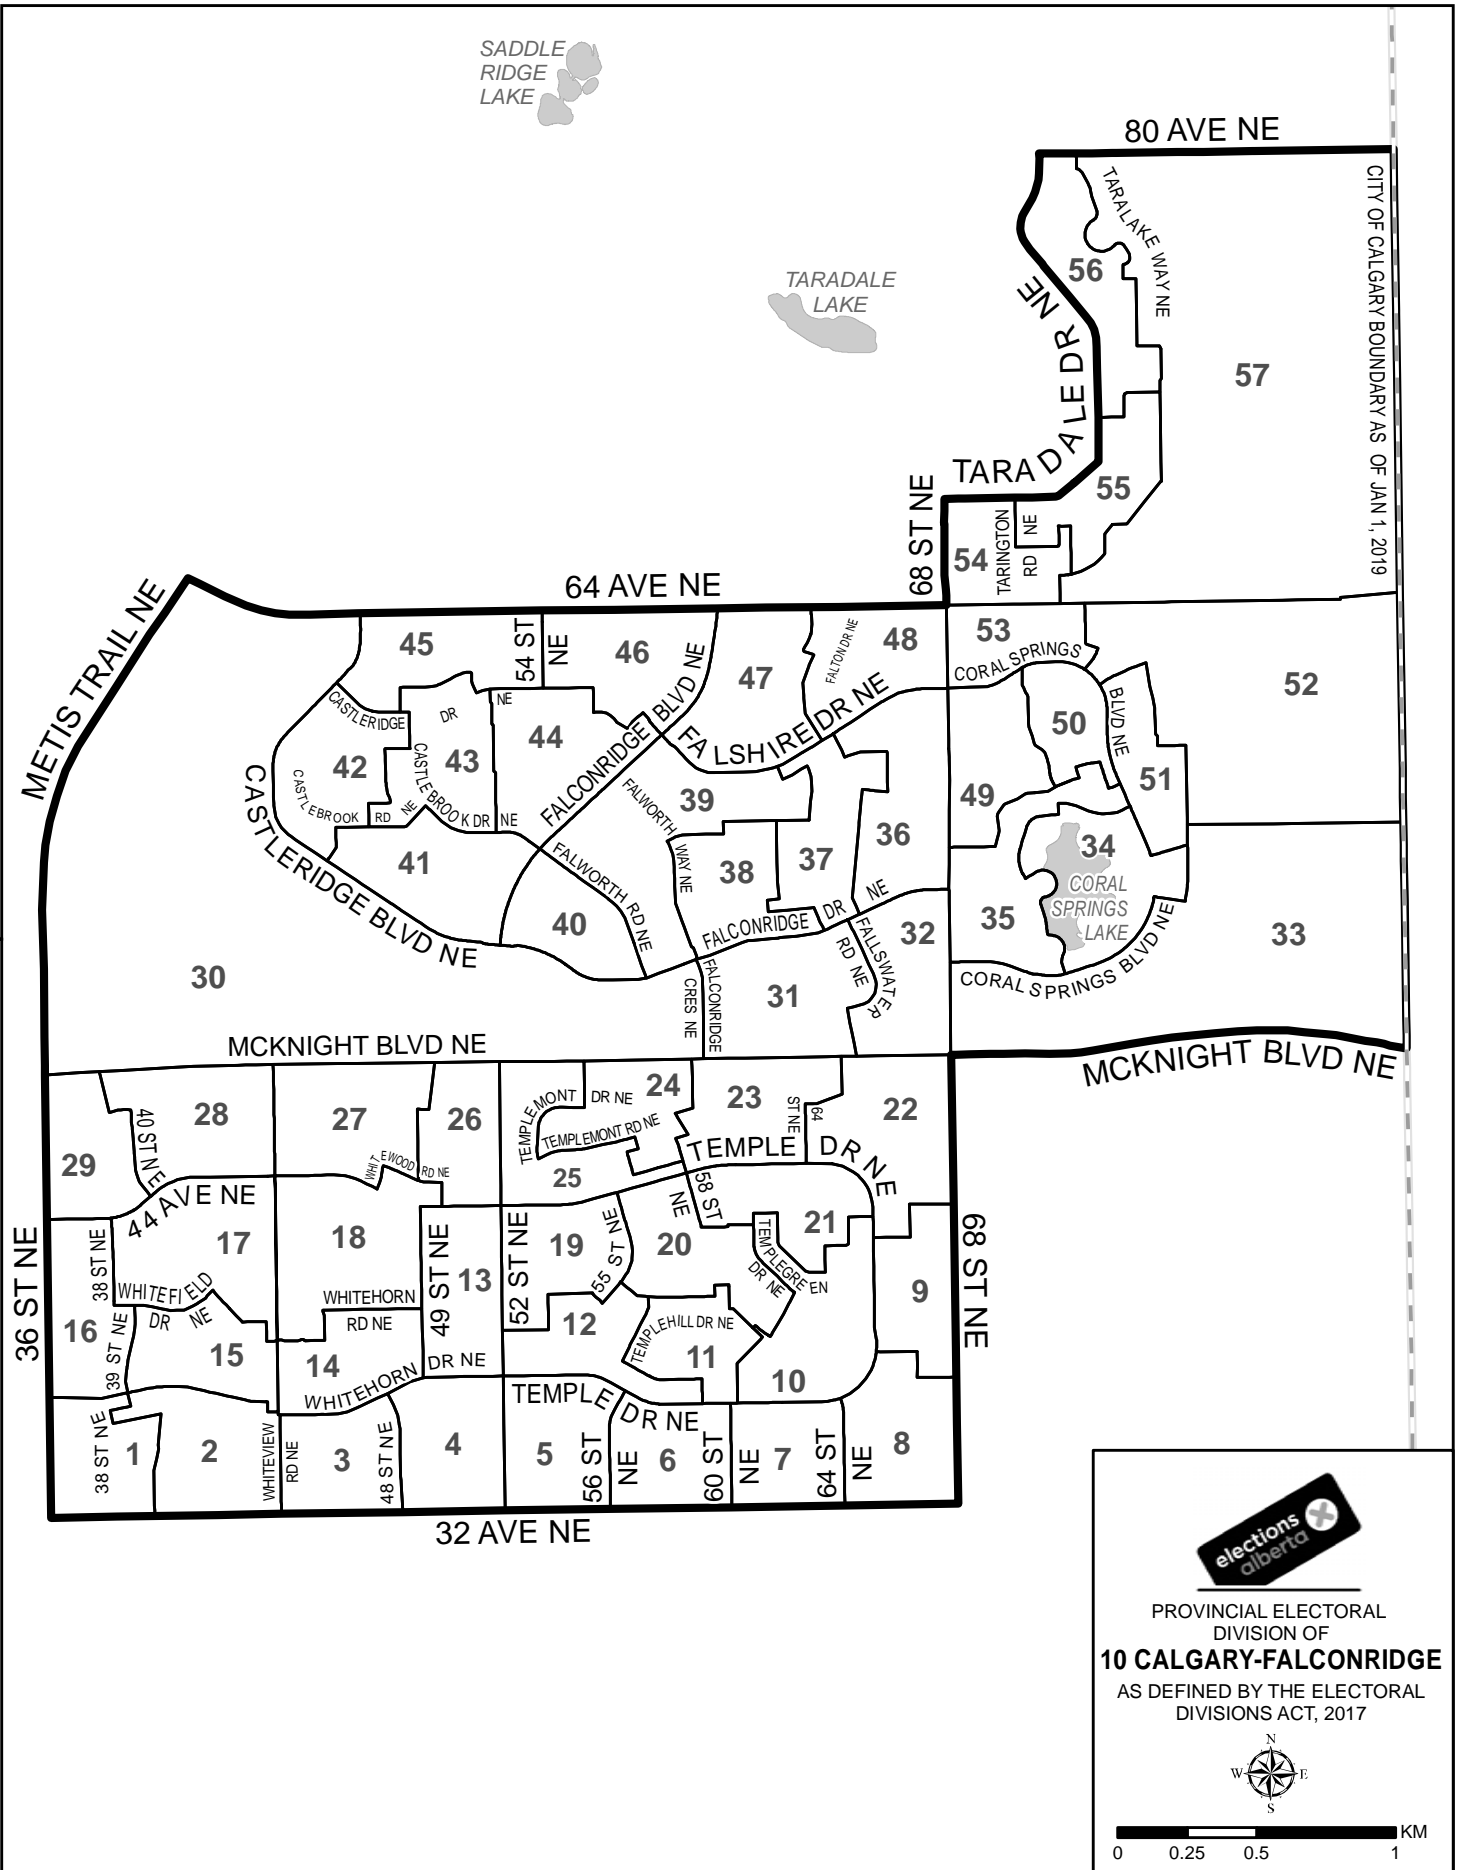 SADDLE
RIDGE
LAKE
80 AVE NE
TARALAKE WAY NE
CITY OF CALGARY BOUNDARY AS OF JAN 1, 2019
56
TARADALE
LAKE
57
TARADALE DR NE
55
68 ST NE
54
TARINGTON
RD NE
64 AVE NE
METIS TRAIL NE
45
54 ST
NE
46
47
FALTON DR NE
48
53
CORAL SPRINGS
BLVD NE
52
CASTLERIDGE
DR
NE
44
FALCONRIDGE BLVD NE
FALSHIRE DR NE
50
42
43
CASTLEBROOK DR NE
CASTLEBROOK
RD NE
51
49
39
FALWORTH
WAY NE
36
34
CORAL
SPRINGS
LAKE
41
CASTLERIDGE BLVD NE
FALWORTH RD NE
38
37
40
FALCONRIDGE
DR NE
32
35
33
30
FALCONRIDGE
CRES NE
31
FALLSWATER
RD NE
CORAL SPRINGS BLVD NE
MCKNIGHT BLVD NE
MCKNIGHT BLVD NE
29
40 ST NE
28
27
26
24
TEMPLEMONT
DR NE
TEMPLEMONT RD NE
23
64
ST NE
22
WHITEWOOD RD NE
25
TEMPLE DR NE
44 AVE NE
36 ST NE
38 ST NE
17
18
49 ST NE
13
52 ST NE
19
55 ST NE
20
58 ST
NE
21
TEMPLEGREEN
DR NE
9
68 ST NE
WHITEFIELD
DR NE
WHITEHORN
RD NE
16
39 ST NE
15
14
WHITEHORN
DR NE
12
TEMPLEHILL DR NE
11
10
TEMPLE DR NE
38 ST NE
1
2
WHITEVIEW
RD NE
3
48 ST NE
4
5
56 ST
NE
6
60 ST
NE
7
64 ST
NE
8
32 AVE NE
elections
alberta
PROVINCIAL ELECTORAL
DIVISION OF
10 CALGARY-FALCONRIDGE
AS DEFINED BY THE ELECTORAL
DIVISIONS ACT, 2017
N
W
E
S
KM
0 0.25 0.5 1